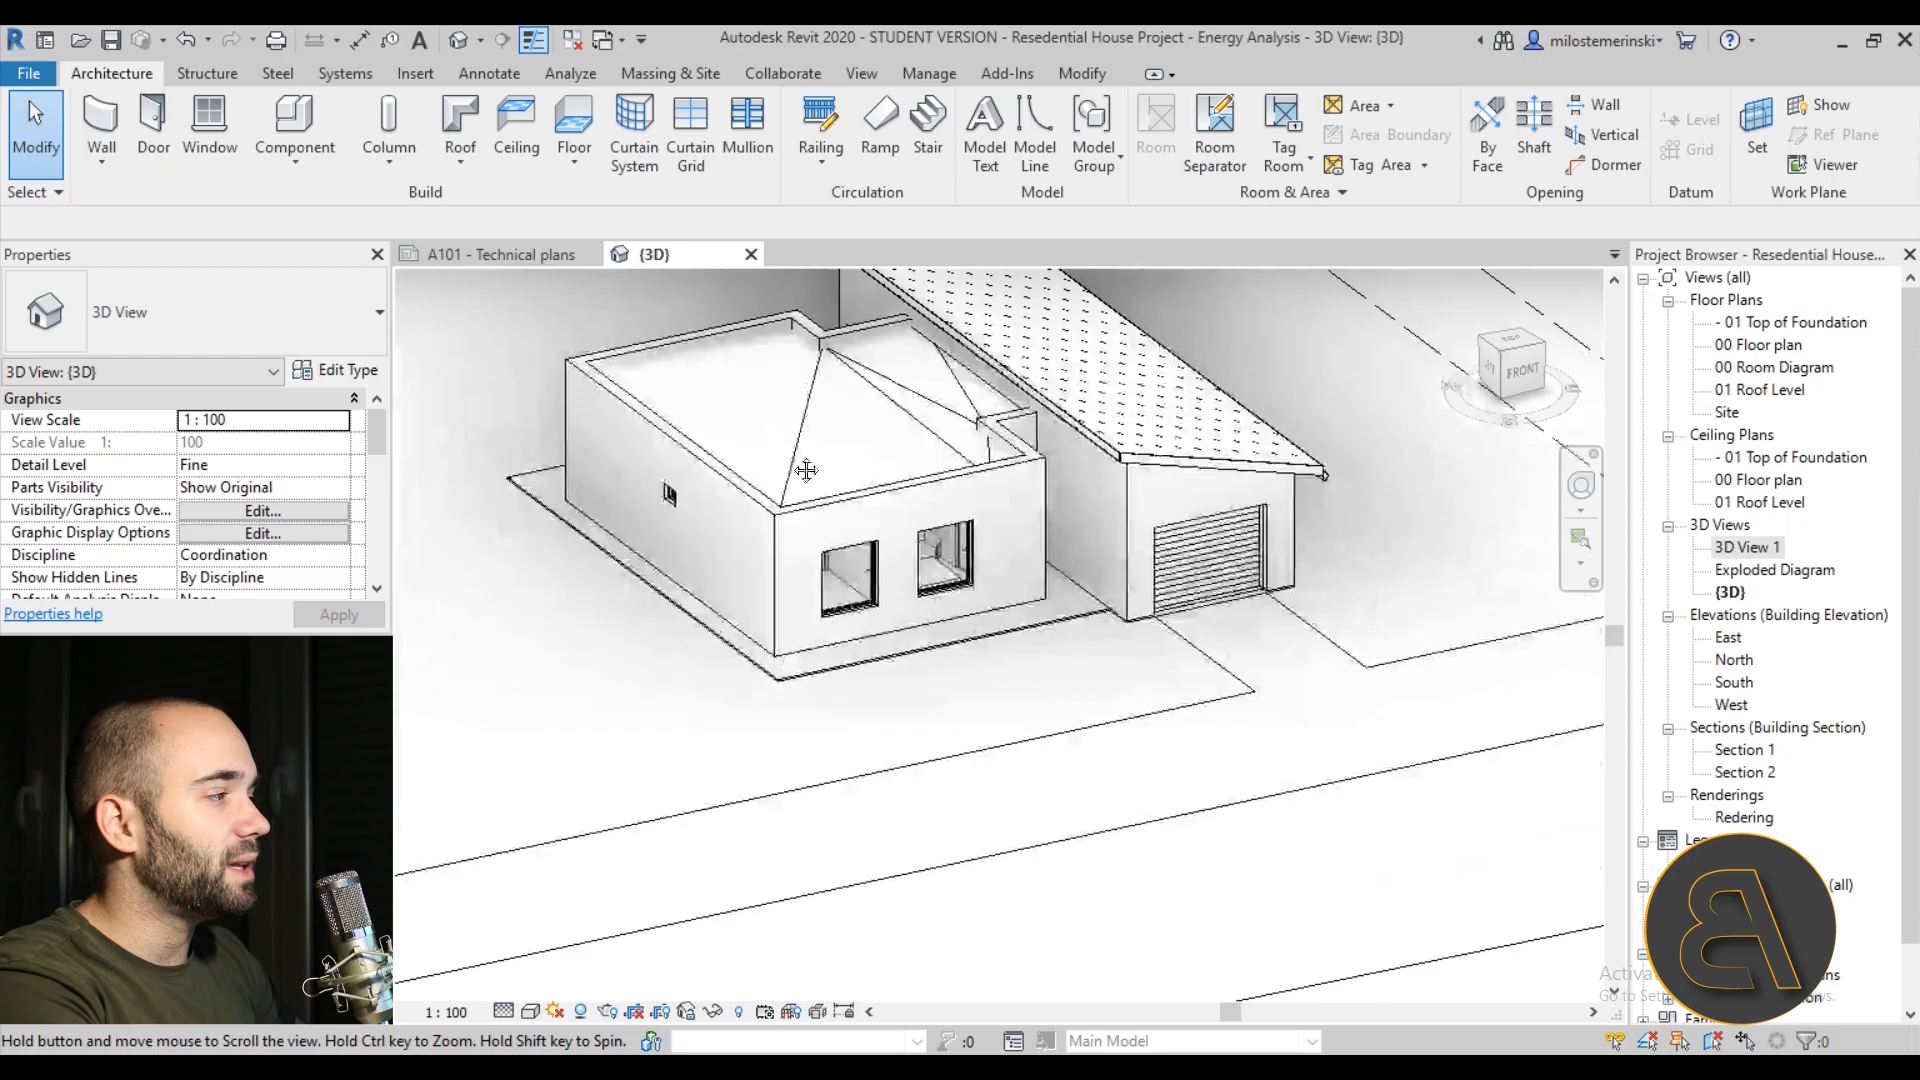 Autodesk Revit 2020 - STUDENT VERSION - Resedential House Project - Energy Analysis - 3D View: {3D}
milostemerinski
File Architecture Structure Steel Systems Insert Annotate Analyze Massing & Site Collaborate View Manage Add-Ins Modify
Modify
Wall
Door
Window
Component
Column
Roof
Ceiling
Floor
Curtain System
Curtain Grid
Mullion
Railing
Ramp
Stair
Model Text
Model Line
Model Group
Room
Room Separator
Tag Room
Area
Area Boundary
Tag Area
By Face
Shaft
Wall
Vertical
Dormer
Level
Grid
Set
Show
Ref Plane
Viewer
Select Build Circulation Model Room & Area Opening Datum Work Plane
Properties
3D View
3D View: {3D} Edit Type
Graphics
View Scale 1 : 100
Scale Value 1: 100
Detail Level Fine
Parts Visibility Show Original
Visibility/Graphics Ove... Edit...
Graphic Display Options Edit...
Discipline Coordination
Show Hidden Lines By Discipline
Properties help Apply
A101 - Technical plans {3D}
TOP
FRONT
Project Browser - Resedential House...
Views (all)
Floor Plans
- 01 Top of Foundation
00 Floor plan
00 Room Diagram
01 Roof Level
Site
Ceiling Plans
- 01 Top of Foundation
00 Floor plan
01 Roof Level
3D Views
3D View 1
Exploded Diagram
{3D}
Elevations (Building Elevation)
East
North
South
West
Sections (Building Section)
Section 1
Section 2
Renderings
Redering
(all)
1 : 100
Hold button and move mouse to Scroll the view. Hold Ctrl key to Zoom. Hold Shift key to Spin. :0 Main Model :0